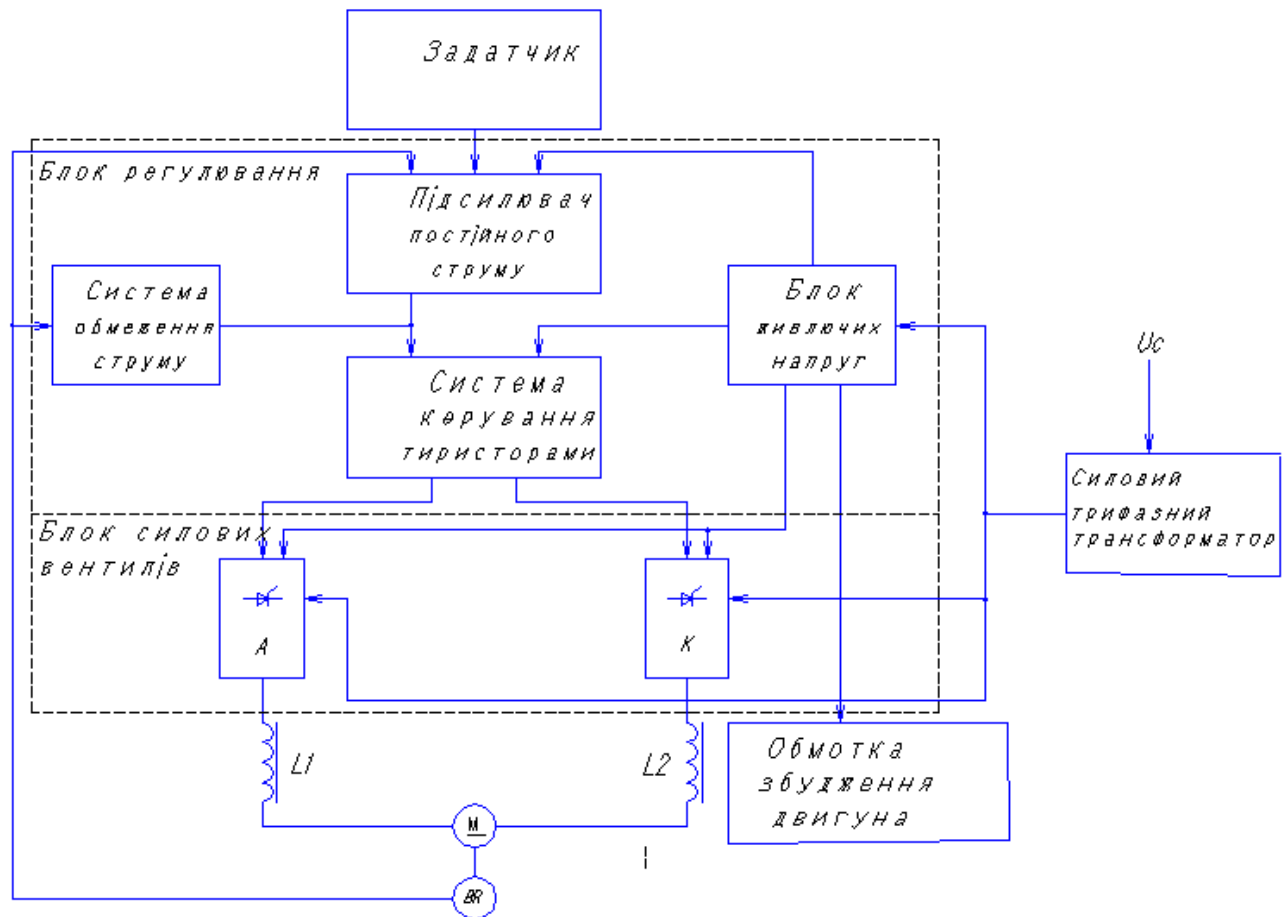 Задатчик
Блок регулювання
Підсилювач
постійного
струму
Система
обмеження
струму
Блок
живлючих
напруг
Uc
Система
керування
тиристорами
Силовий
трифазний
трансформатор
Блок силових
вентилів
А
К
L1
L2
Обмотка
збудження
двигуна
М
BR